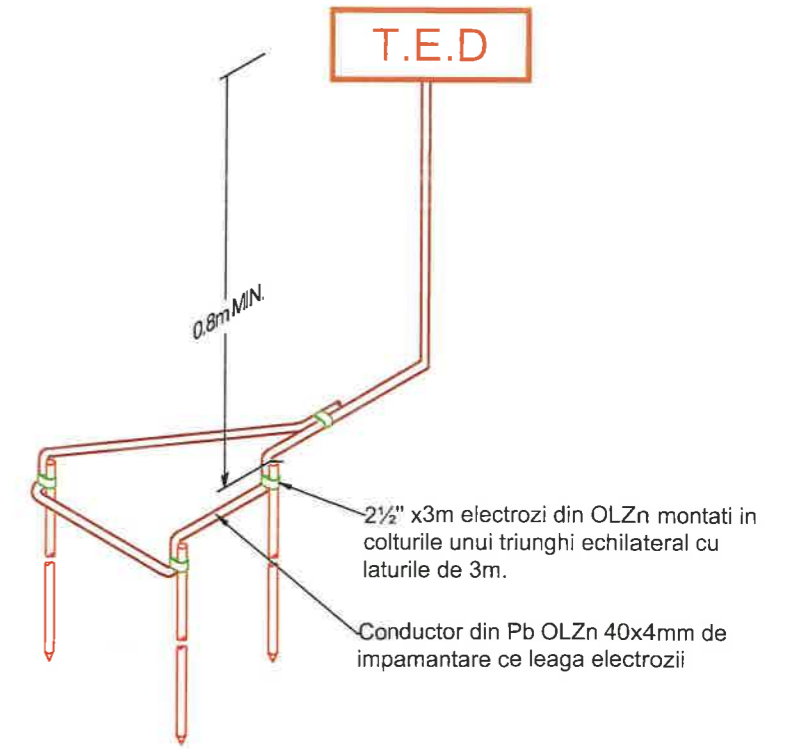 T.E.D
0.8m MIN.
2½" x3m electrozi din OLZn montati in
colturile unui triunghi echilateral cu
laturile de 3m.
Conductor din Pb OLZn 40x4mm de
impamantare ce leaga electrozii